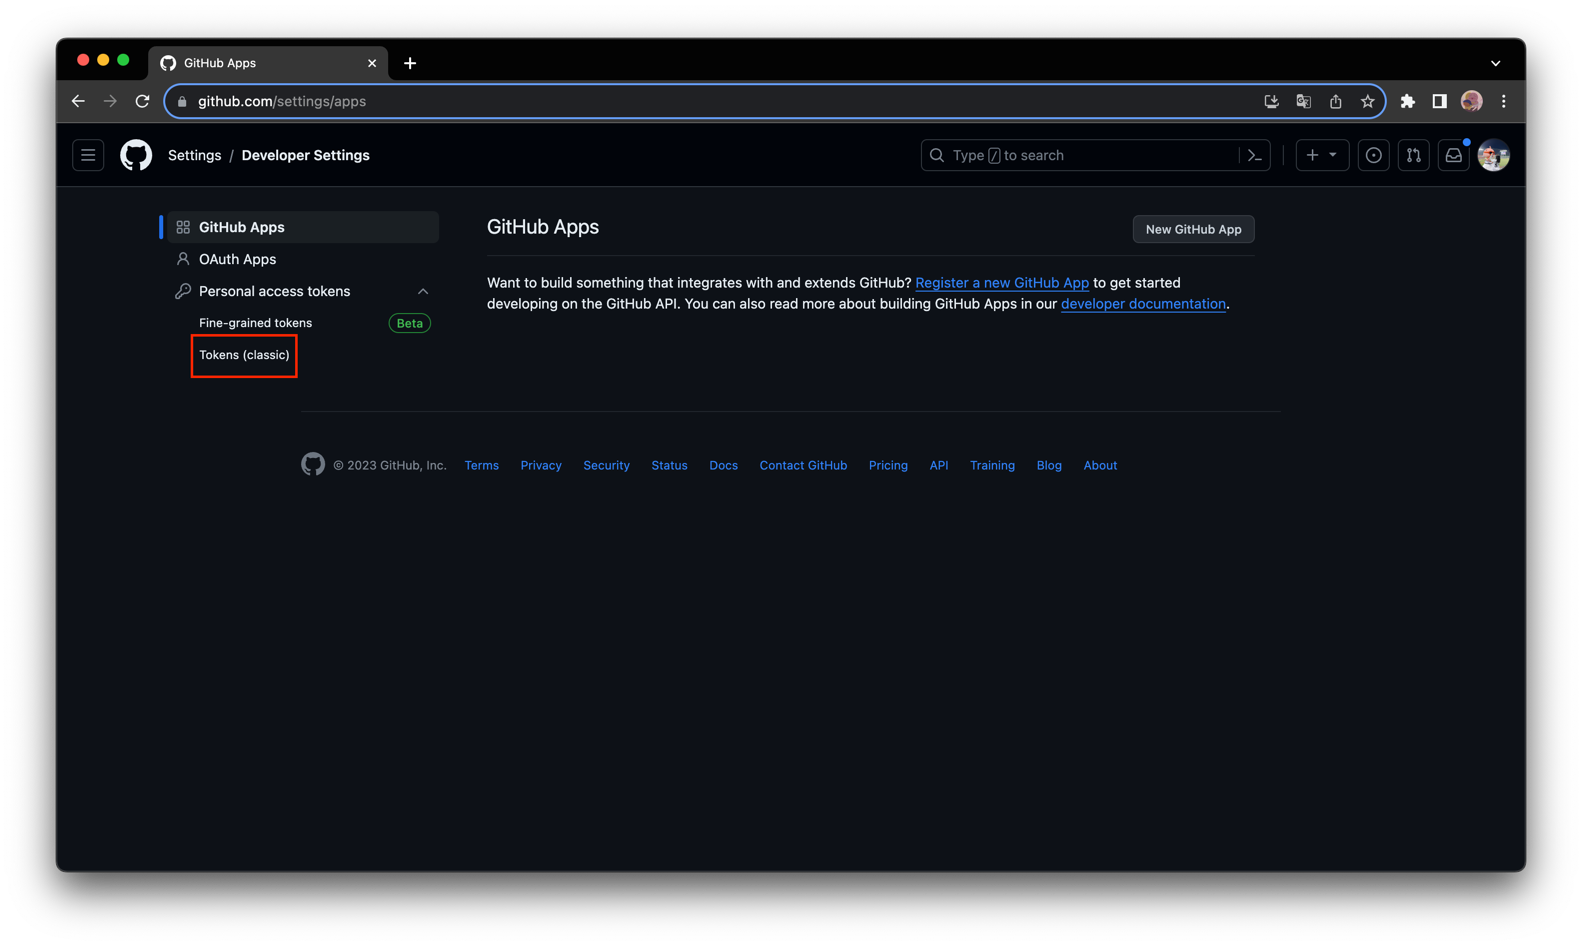 GitHub Apps
github.com/settings/apps
Settings / Developer Settings
Type / to search
GitHub Apps
OAuth Apps
Personal access tokens
Fine-grained tokens Beta
Tokens (classic)
GitHub Apps
New GitHub App
Want to build something that integrates with and extends GitHub? Register a new GitHub App to get started
developing on the GitHub API. You can also read more about building GitHub Apps in our developer documentation.
© 2023 GitHub, Inc. Terms Privacy Security Status Docs Contact GitHub Pricing API Training Blog About